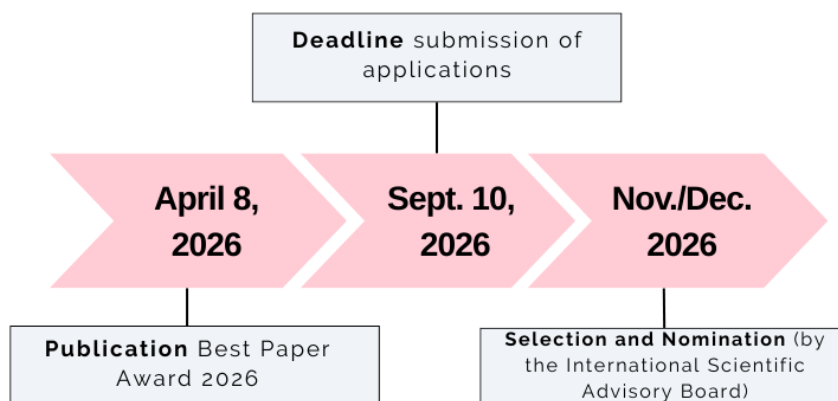 Deadline submission of
applications
April 8,
2026
Sept. 10,
2026
Nov./Dec.
2026
Publication Best Paper
Award 2026
Selection and Nomination (by
the International Scientific
Advisory Board)